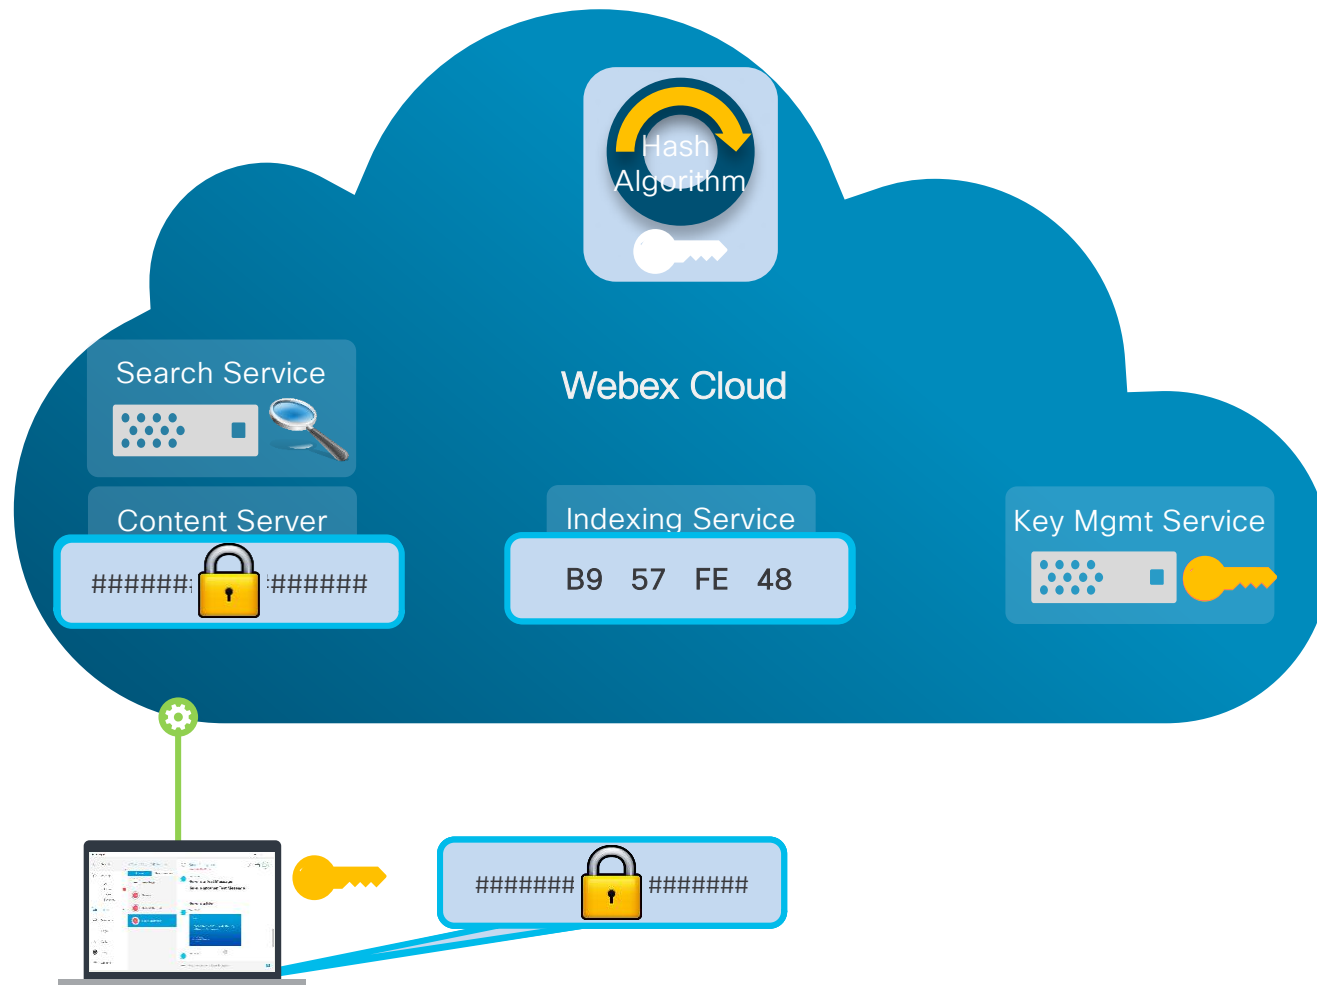 Hash
Algorithm
Search Service
Webex Cloud
Content Server
Indexing Service
Key Mgmt Service
####### ######
B9 57 FE 48
####### #######